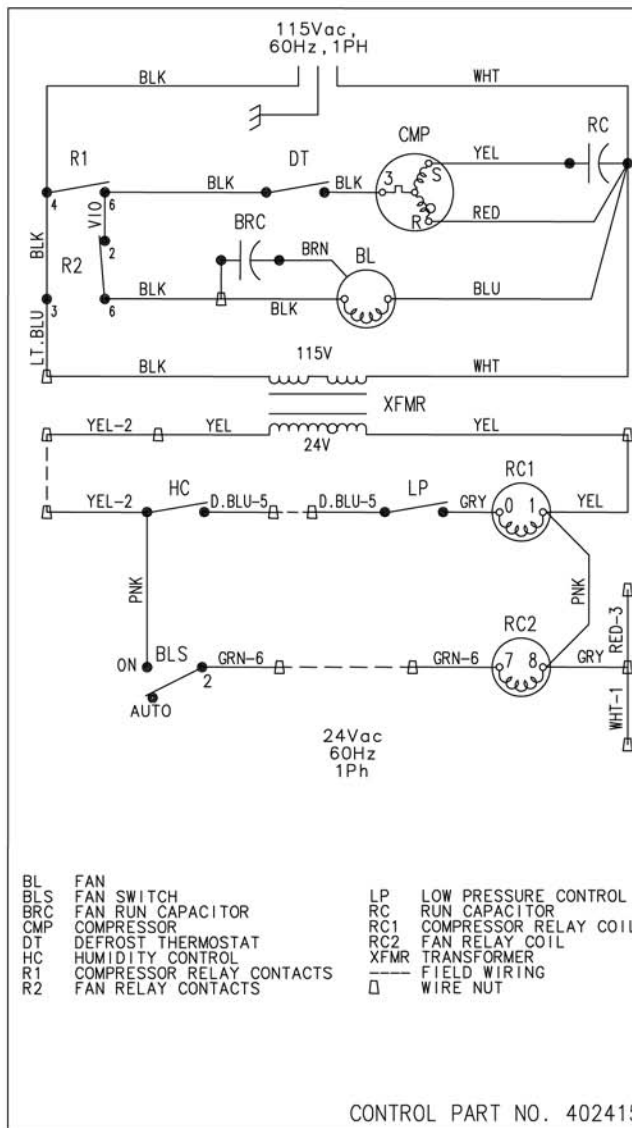 115Vac,
60Hz,1PH
BLK WHT
CMP RC
R1 DT YEL
3 S
BLK BLK
4 6
R RED
VIO
BLK BRC
2 BRN BL
R2
BLK BLU
3 6 BLK
LT.BLU
115V
BLK WHT
XFMR
YEL-2 YEL YEL
24V
RC1
HC LP
YEL-2 D.BLU-5 D.BLU-5 GRY 0 1 YEL
PNK PNK
RC2 RED-3
ON BLS GRN-6 GRN-6 7 8 GRY
2
AUTO
WHT-1
24Vac
60Hz
1Ph
BL FAN
BLS FAN SWITCH
BRC FAN RUN CAPACITOR
CMP COMPRESSOR
DT DEFROST THERMOSTAT
HC HUMIDITY CONTROL
R1 COMPRESSOR RELAY CONTACTS
R2 FAN RELAY CONTACTS
LP LOW PRESSURE CONTROL
RC RUN CAPACITOR
RC1 COMPRESSOR RELAY COIL
RC2 FAN RELAY COIL
XFMR TRANSFORMER
---- FIELD WIRING
WIRE NUT
CONTROL PART NO. 402415